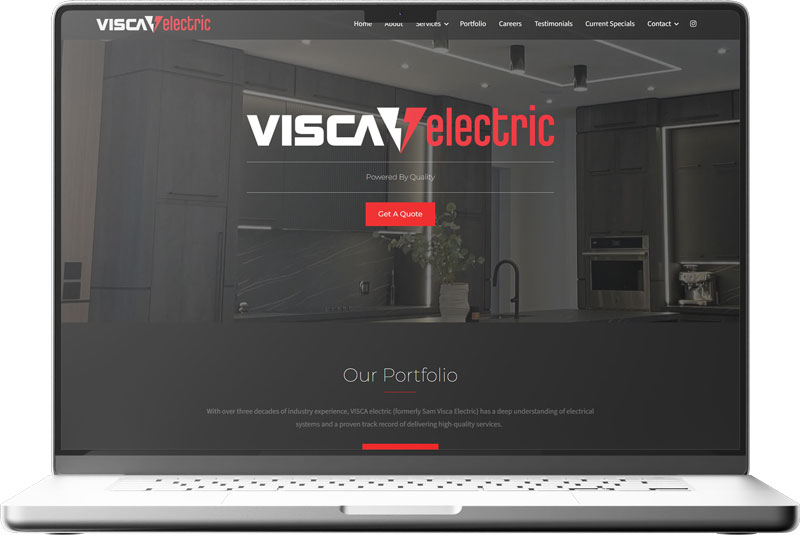 VISCA electric
Home About Services Portfolio Careers Testimonials Current Specials Contact
VISCA electric
Powered By Quality
Get A Quote
Our Portfolio
With over three decades of industry experience, VISCA electric (formerly Sam Visca Electric) has a deep understanding of electrical
systems and a proven track record of delivering high-quality services.